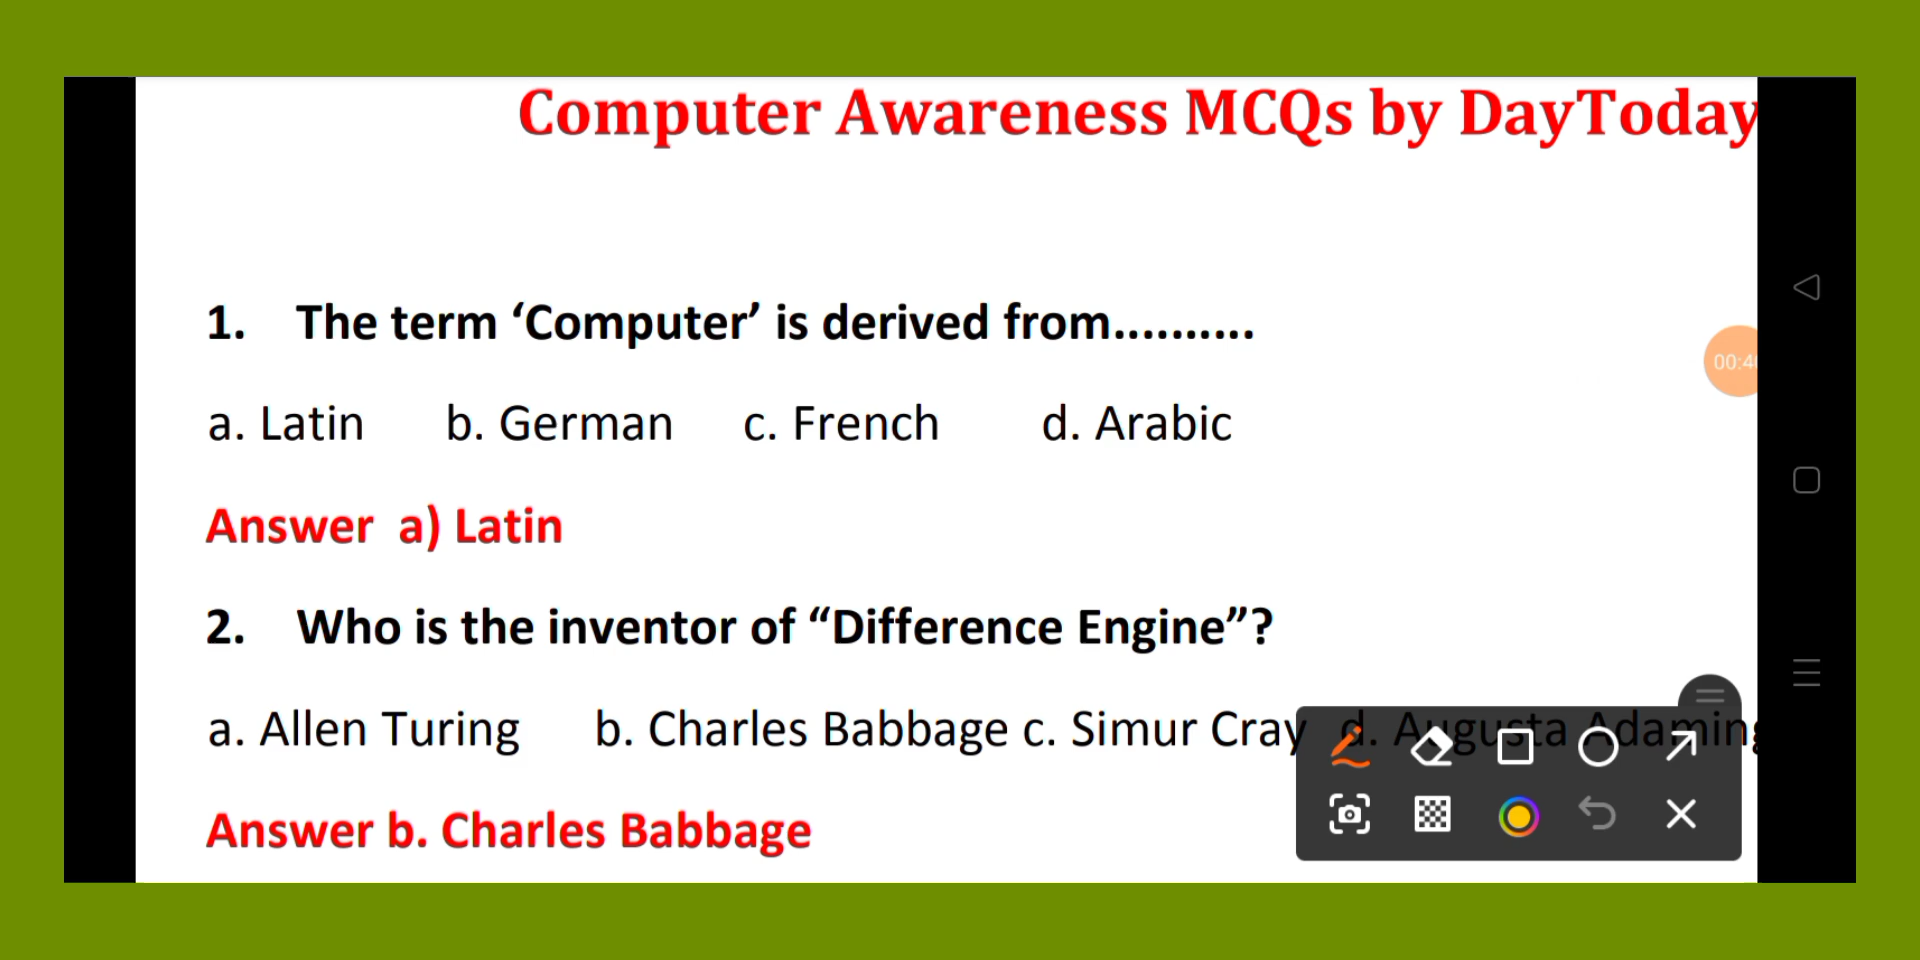 Computer Awareness MCQs by DayToday
1. The term ‘Computer’ is derived from..........
a. Latin b. German c. French d. Arabic
Answer a) Latin
2. Who is the inventor of “Difference Engine”?
a. Allen Turing b. Charles Babbage c. Simur Cray d. Augusta
Answer b. Charles Babbage